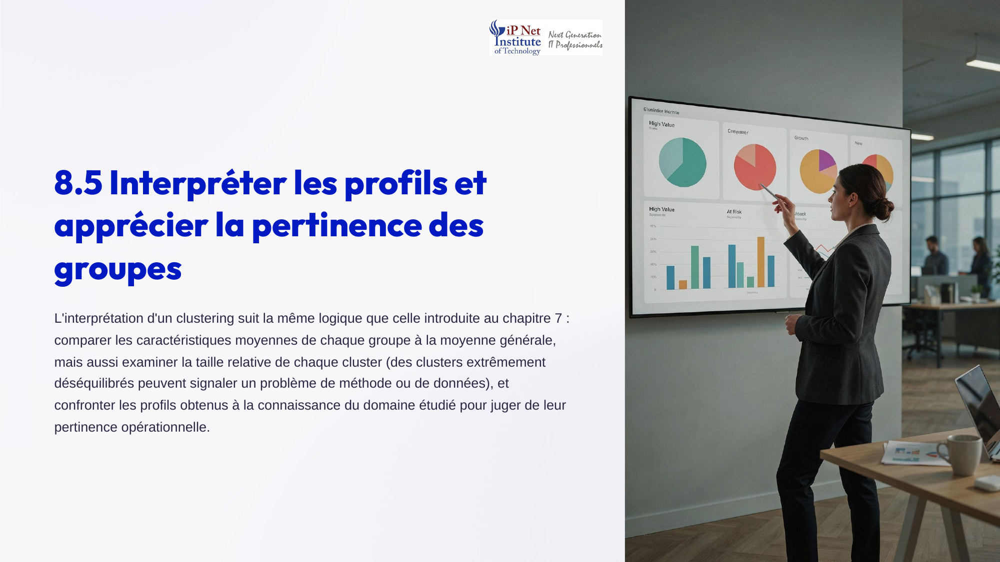 iP Net
Institute
of Technology
Next Generation
IT Professionnels
8.5 Interpréter les profils et
apprécier la pertinence des
groupes
L'interprétation d'un clustering suit la même logique que celle introduite au chapitre 7 :
comparer les caractéristiques moyennes de chaque groupe à la moyenne générale,
mais aussi examiner la taille relative de chaque cluster (des clusters extrêmement
déséquilibrés peuvent signaler un problème de méthode ou de données), et
confronter les profils obtenus à la connaissance du domaine étudié pour juger de leur
pertinence opérationnelle.
High Value
Growth
New
High Value
At Risk